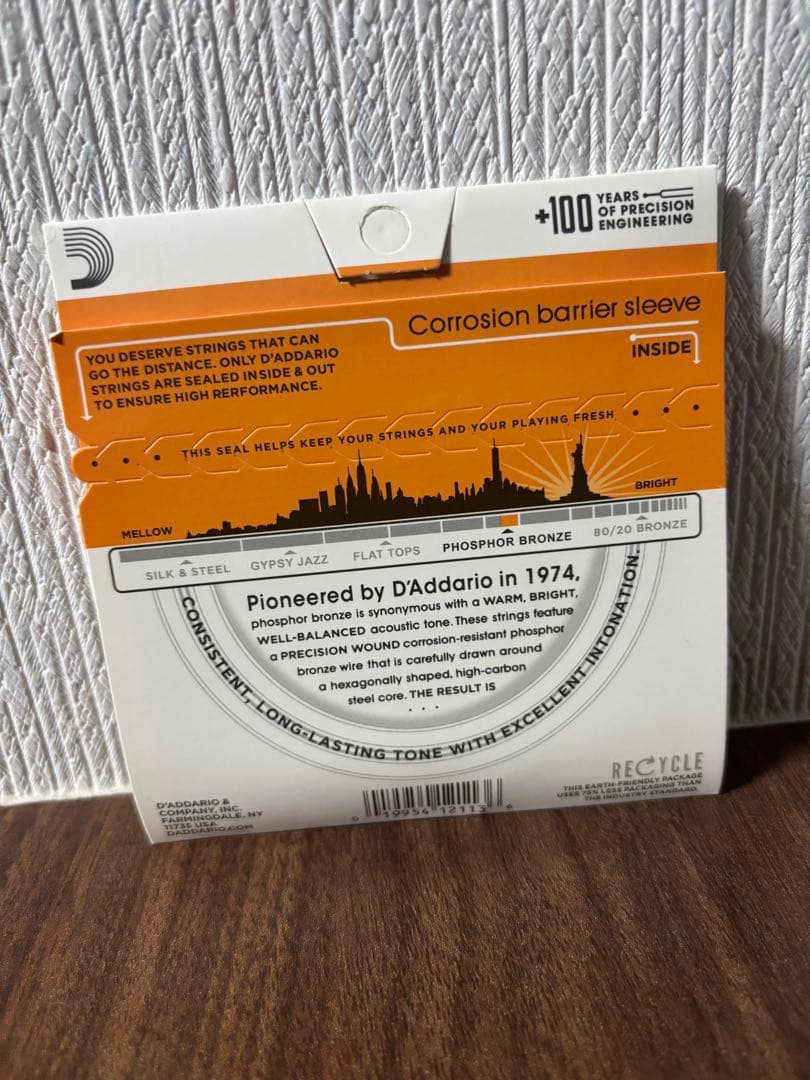 +100 YEARS
OF PRECISION
ENGINEERING
Corrosion barrier sleeve
INSIDE
YOU DESERVE STRINGS THAT CAN
GO THE DISTANCE. ONLY D'ADDARIO
STRINGS ARE SEALED INSIDE & OUT
TO ENSURE HIGH RERFORMANCE.
THIS SEAL HELPS KEEP YOUR STRINGS AND YOUR PLAYING FRESH
MELLOW
BRIGHT
SILK & STEEL GYPSY JAZZ FLAT TOPS PHOSPHOR BRONZE 80/20 BRONZE
Pioneered by D'Addario in 1974,
phosphor bronze is synonymous with a WARM, BRIGHT,
WELL-BALANCED acoustic tone. These strings feature
a PRECISION WOUND corrosion-resistant phosphor
bronze wire that is carefully drawn around
a hexagonally shaped, high-carbon
steel core. THE RESULT IS
. . .
CONSISTENT, LONG-LASTING TONE WITH EXCELLENT INTONATION.
D'ADDARIO &
COMPANY, INC.
FARMINGDALE, NY
11735 USA
DADDARIO.COM
0 19954 12113 6
RECYCLE
THIS EARTH-FRIENDLY PACKAGE
USES 75% LESS PACKAGING THAN
THE INDUSTRY STANDARD.